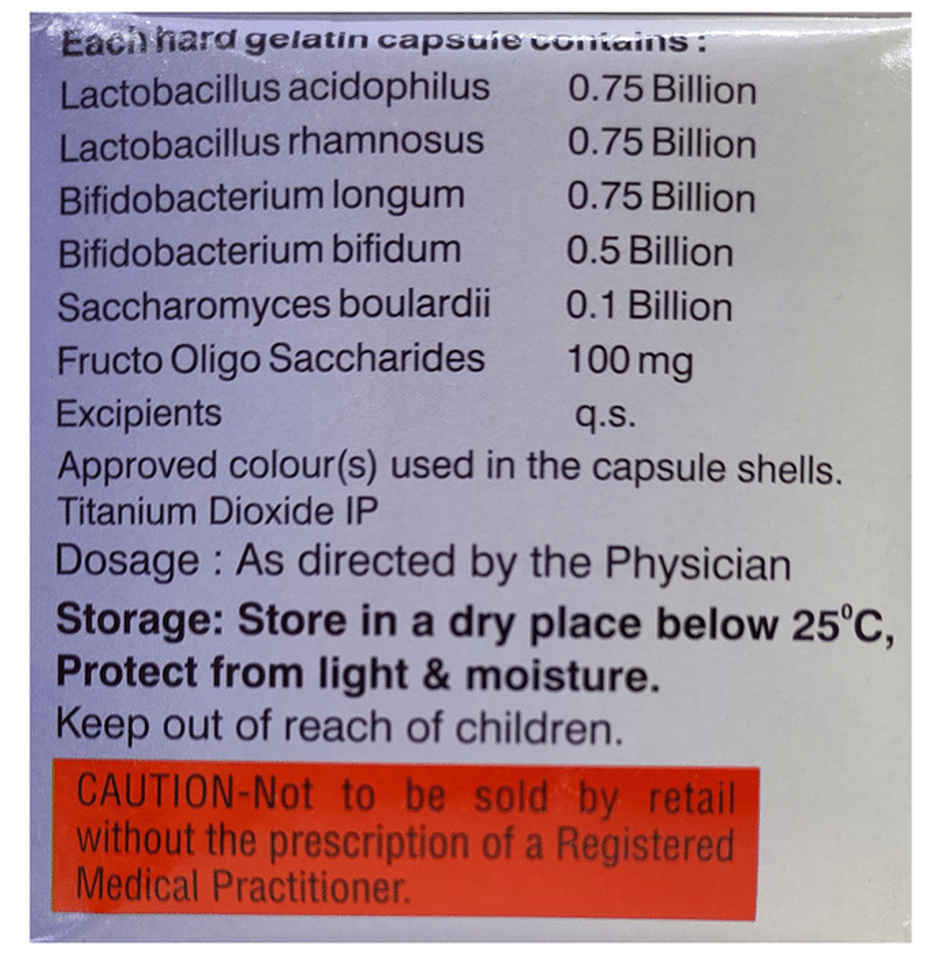 Each hard gelatin capsule contains :
Lactobacillus acidophilus 0.75 Billion
Lactobacillus rhamnosus 0.75 Billion
Bifidobacterium longum 0.75 Billion
Bifidobacterium bifidum 0.5 Billion
Saccharomyces boulardii 0.1 Billion
Fructo Oligo Saccharides 100 mg
Excipients q.s.
Approved colour(s) used in the capsule shells.
Titanium Dioxide IP
Dosage : As directed by the Physician
Storage: Store in a dry place below 25⁰C,
Protect from light & moisture.
Keep out of reach of children.
CAUTION-Not to be sold by retail
without the prescription of a Registered
Medical Practitioner.